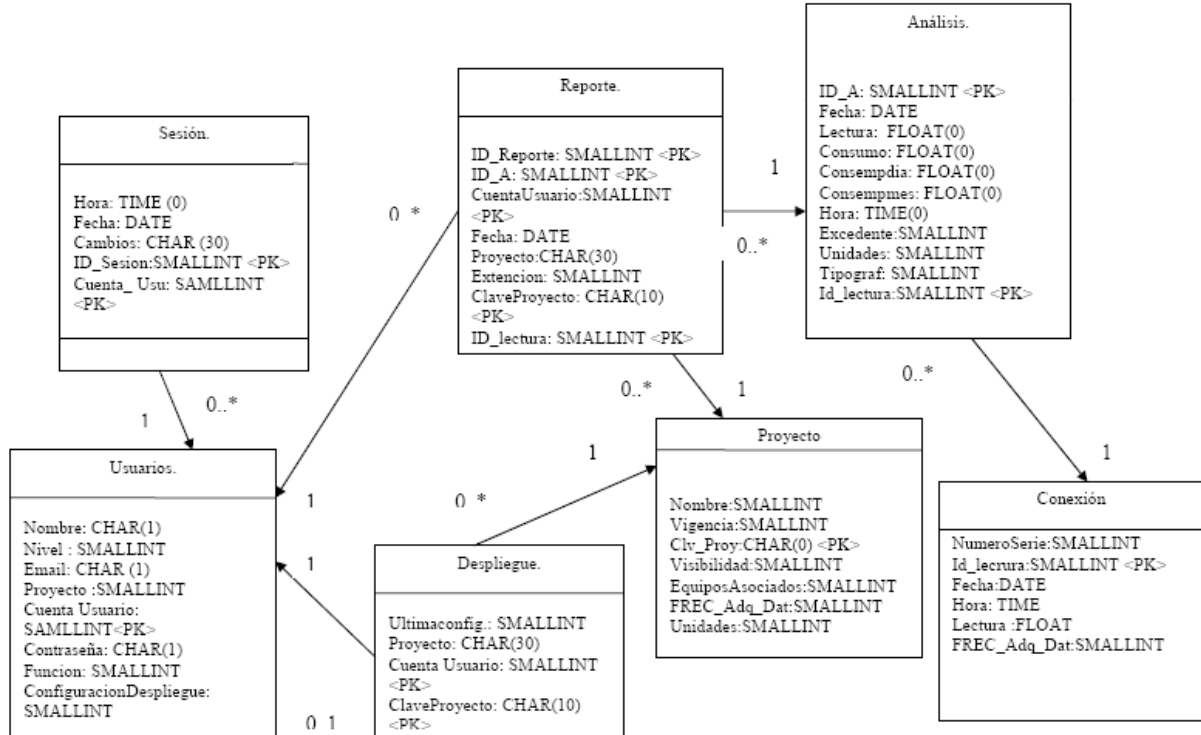 Sesión.
Hora: TIME (0)
Fecha: DATE
Cambios: CHAR (30)
ID_Sesion:SMALLINT <PK>
Cuenta_ Usu: SAMLLINT
<PK>
Reporte.
ID_Reporte: SMALLINT <PK>
ID_A: SMALLINT <PK>
CuentaUsuario:SMALLINT
<PK>
Fecha: DATE
Proyecto:CHAR(30)
Extencion: SMALLINT
ClaveProyecto: CHAR(10)
<PK>
ID_lectura: SMALLINT <PK>
Análisis.
ID_A: SMALLINT <PK>
Fecha: DATE
Lectura: FLOAT(0)
Consumo: FLOAT(0)
Consempdia: FLOAT(0)
Consempmes: FLOAT(0)
Hora: TIME(0)
Excedente:SMALLINT
Unidades: SMALLINT
Tipograf: SMALLINT
Id_lectura:SMALLINT <PK>
0 *
1
0..*
1
0..*
0..*
1
0..*
1
Usuarios.
Nombre: CHAR(1)
Nivel : SMALLINT
Email: CHAR (1)
Proyecto :SMALLINT
Cuenta Usuario:
SAMLLINT<PK>
Contraseña: CHAR(1)
Funcion: SMALLINT
ConfiguracionDespliegue:
SMALLINT
1
1
0 1
0 *
1
Despliegue.
Ultimaconfig.: SMALLINT
Proyecto: CHAR(30)
Cuenta Usuario: SMALLINT
<PK>
ClaveProyecto: CHAR(10)
<PK>
Proyecto
Nombre:SMALLINT
Vigencia:SMALLINT
Clv_Proy:CHAR(0) <PK>
Visibilidad:SMALLINT
EquiposAsociados:SMALLINT
FREC_Adq_Dat:SMALLINT
Unidades:SMALLINT
Conexión
NumeroSerie:SMALLINT
Id_lecrura:SMALLINT <PK>
Fecha:DATE
Hora: TIME
Lectura :FLOAT
FREC_Adq_Dat:SMALLINT